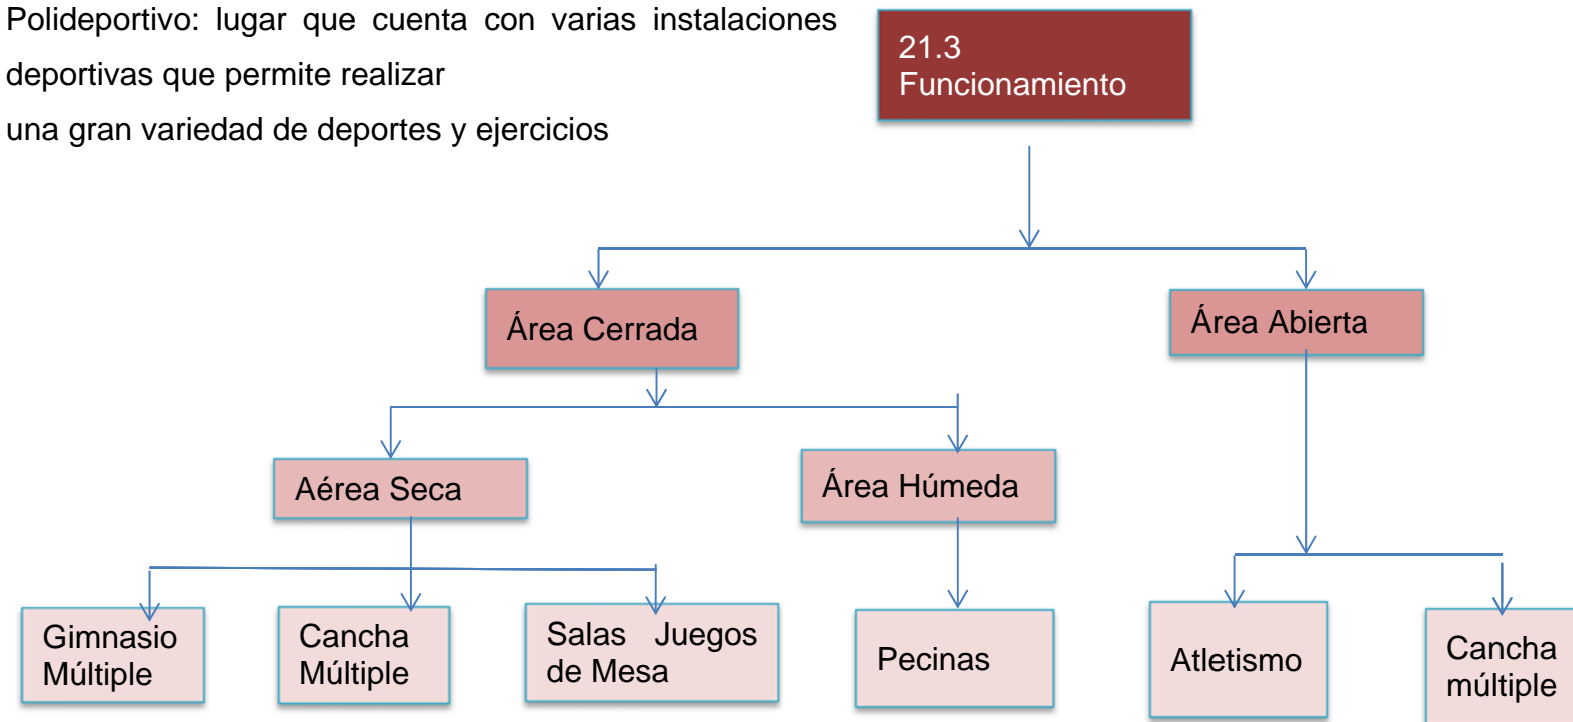 Polideportivo: lugar que cuenta con varias instalaciones
deportivas que permite realizar
una gran variedad de deportes y ejercicios
21.3
Funcionamiento
Área Cerrada
Área Abierta
Aérea Seca
Área Húmeda
Gimnasio
Múltiple
Cancha
Múltiple
Salas Juegos
de Mesa
Pecinas
Atletismo
Cancha
múltiple